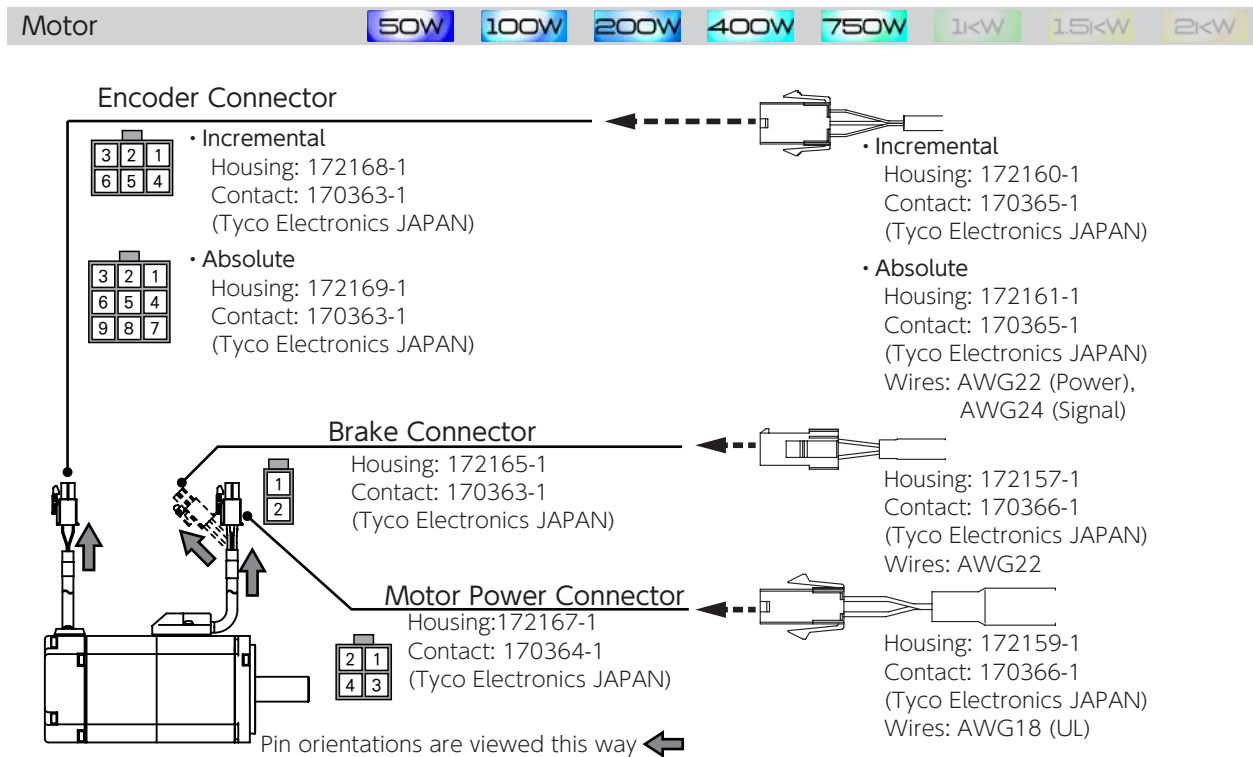 Motor 50W 100W 200W 400W 750W 1kW 1.5kW 2kW
Encoder Connector
3 2 1
6 5 4
・Incremental
Housing: 172168-1
Contact: 170363-1
(Tyco Electronics JAPAN)
・Incremental
Housing: 172160-1
Contact: 170365-1
(Tyco Electronics JAPAN)
3 2 1
6 5 4
9 8 7
・Absolute
Housing: 172169-1
Contact: 170363-1
(Tyco Electronics JAPAN)
・Absolute
Housing: 172161-1
Contact: 170365-1
(Tyco Electronics JAPAN)
Wires: AWG22 (Power),
AWG24 (Signal)
Brake Connector
1
2
Housing: 172165-1
Contact: 170363-1
(Tyco Electronics JAPAN)
Housing: 172157-1
Contact: 170366-1
(Tyco Electronics JAPAN)
Wires: AWG22
Motor Power Connector
2 1
4 3
Housing:172167-1
Contact: 170364-1
(Tyco Electronics JAPAN)
Housing: 172159-1
Contact: 170366-1
(Tyco Electronics JAPAN)
Wires: AWG18 (UL)
Pin orientations are viewed this way